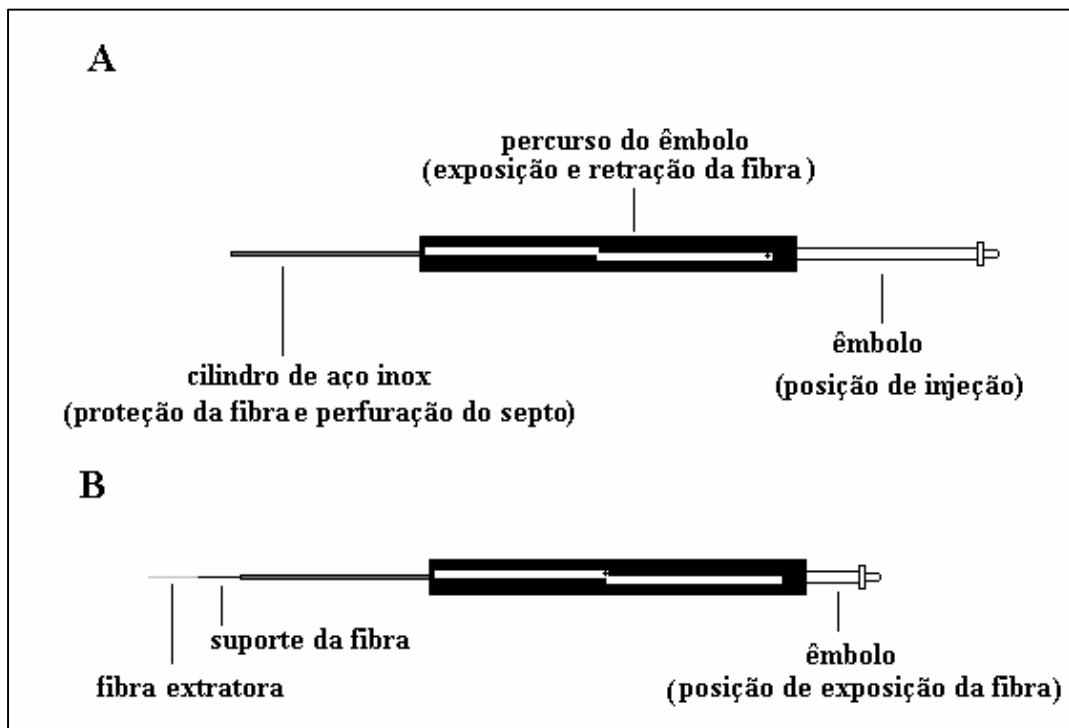 A
percurso do êmbolo
(exposição e retração da fibra)
cilindro de aço inox
(proteção da fibra e perfuração do septo)
êmbolo
(posição de injeção)
B
suporte da fibra
fibra extratora
êmbolo
(posição de exposição da fibra)